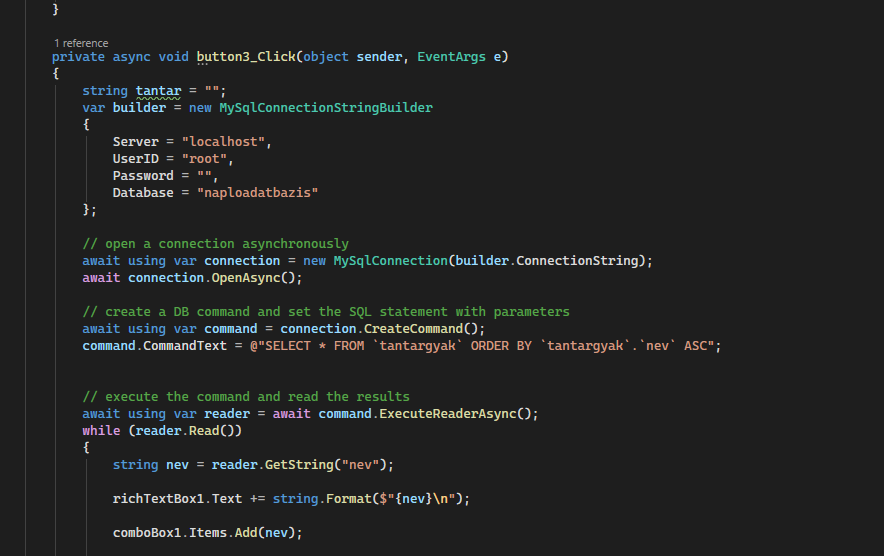 }
1 reference
private async void button3_Click(object sender, EventArgs e)
{
string tantar = "";
var builder = new MySqlConnectionStringBuilder
{
Server = "localhost",
UserID = "root",
Password = "",
Database = "naploadatbazis"
};
// open a connection asynchronously
await using var connection = new MySqlConnection(builder.ConnectionString);
await connection.OpenAsync();
// create a DB command and set the SQL statement with parameters
await using var command = connection.CreateCommand();
command.CommandText = @"SELECT * FROM `tantargyak` ORDER BY `tantargyak`.`nev` ASC";
// execute the command and read the results
await using var reader = await command.ExecuteReaderAsync();
while (reader.Read())
{
string nev = reader.GetString("nev");
richTextBox1.Text += string.Format($"{nev}\n");
comboBox1.Items.Add(nev);